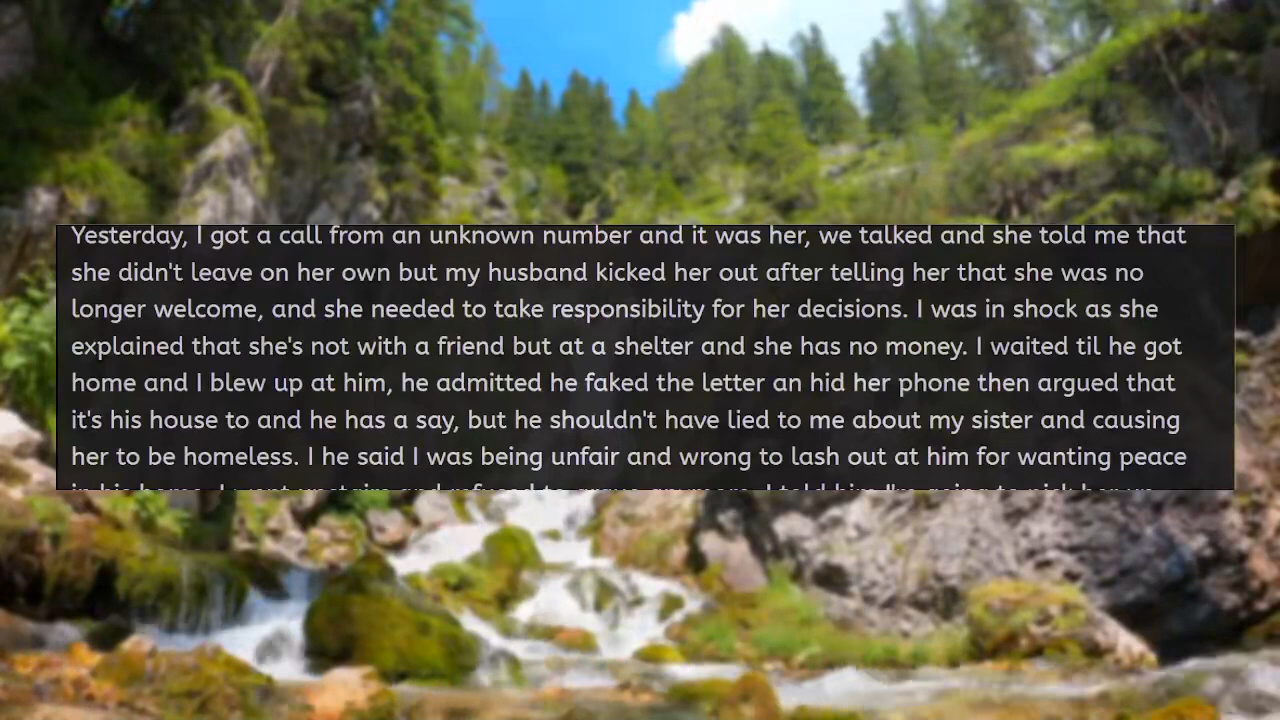 Yesterday, I got a call from an unknown number and it was her, we talked and she told me that
she didn't leave on her own but my husband kicked her out after telling her that she was no
longer welcome, and she needed to take responsibility for her decisions. I was in shock as she
explained that she's not with a friend but at a shelter and she has no money. I waited til he got
home and I blew up at him, he admitted he faked the letter an hid her phone then argued that
it's his house to and he has a say, but he shouldn't have lied to me about my sister and causing
her to be homeless. I he said I was being unfair and wrong to lash out at him for wanting peace